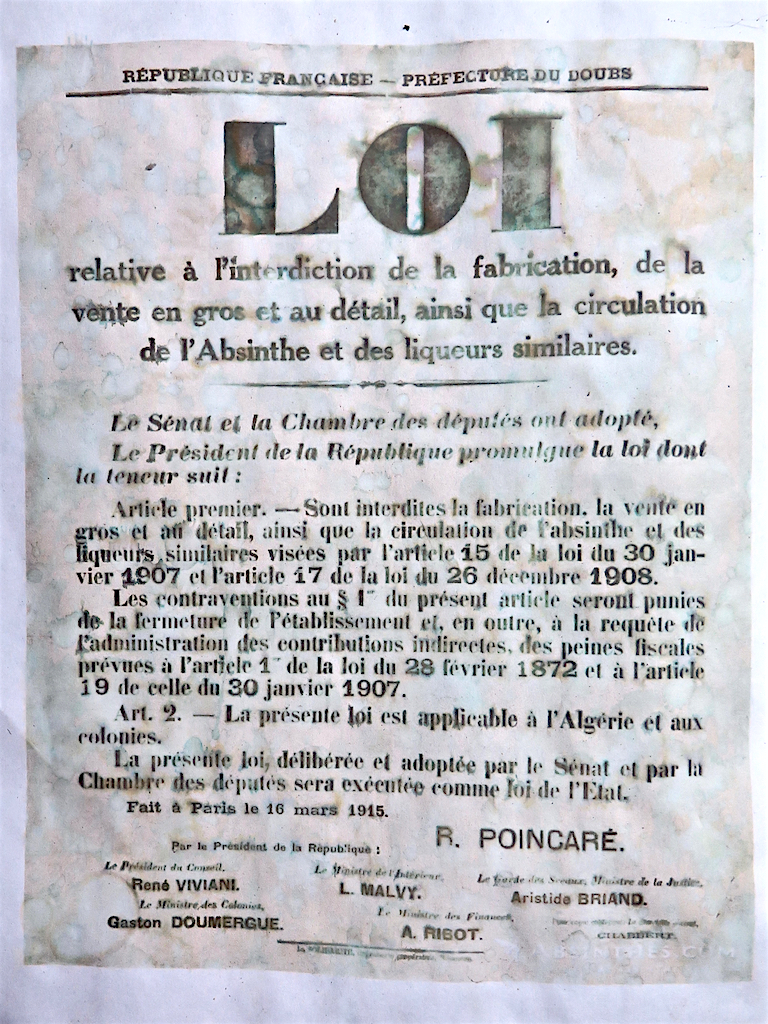 RÉPUBLIQUE FRANÇAISE — PRÉFECTURE DU DOUBS
LOI
relative à l'interdiction de la fabrication, de la
vente en gros et au détail, ainsi que la circulation
de l'Absinthe et des liqueurs similaires.
Le Sénat et la Chambre des députés ont adopté,
Le Président de la République promulgue la loi dont
la teneur suit :
Article premier. — Sont interdites la fabrication. la vente en
gros et au détail, ainsi que la circulation de l'absinthe et des
liqueurs similaires visées par l'article 15 de la loi du 30 jan-
vier 1907 et l'article 17 de la loi du 26 décembre 1908.
Les contraventions au § 1er du présent article seront punies
de la fermeture de l'établissement et, en outre, à la requête de
l'administration des contributions indirectes, des peines fiscales
prévues à l'article 1er de la loi du 28 février 1872 et à l'article
19 de celle du 30 janvier 1907.
Art. 2. — La présente loi est applicable à l'Algérie et aux
colonies.
La présente loi, délibérée et adoptée par le Sénat et par la
Chambre des députés sera exécutée comme loi de l'Etat.
Fait à Paris le 16 mars 1915.
R. POINCARÉ.
Par le Président de la République :
Le Président du Conseil,
René VIVIANI.
Le Ministre de l'Intérieur,
L. MALVY.
Le Garde des Sceaux, Ministre de la Justice,
Aristide BRIAND.
Le Ministre des Colonies,
Gaston DOUMERGUE.
Le Ministre des Finances,
A. RIBOT.
CHABBERT.
La SOLIDARITÉ,